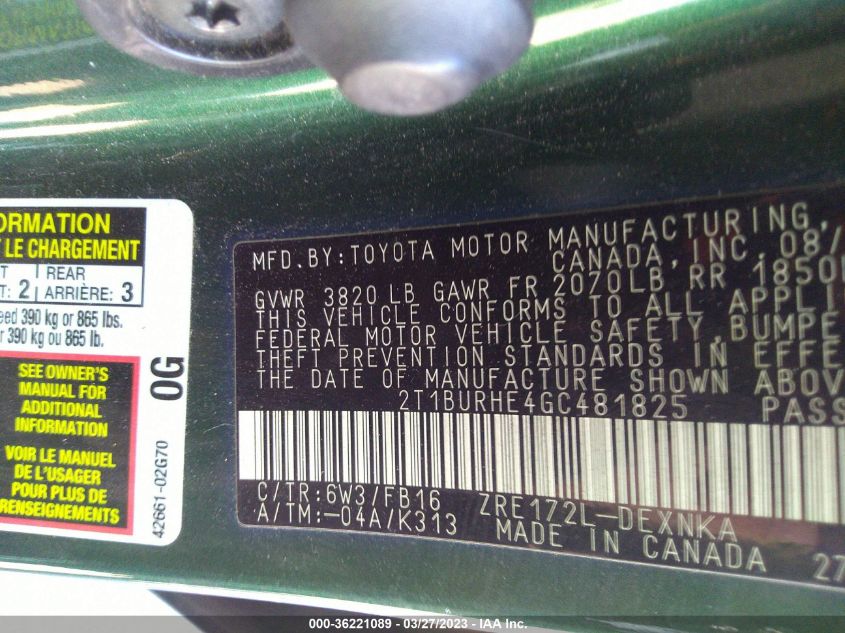 ORMATION
T LE CHARGEMENT
T REAR
T: 2 ARRIÈRE: 3
eed 390 kg or 865 lbs.
r 390 kg ou 865 lb.
SEE OWNER'S
MANUAL FOR
ADDITIONAL
INFORMATION
VOIR LE MANUEL
DE L'USAGER
POUR PLUS DE
RENSEIGNEMENTS
0G
42661-02G70
MFD.BY:TOYOTA MOTOR MANUFACTURING,
CANADA, INC. 08/
GVWR 3820 LB GAWR FR 2070LB RR 1850
THIS VEHICLE CONFORMS TO ALL APPLI
FEDERAL MOTOR VEHICLE SAFETY, BUMPE
THEFT PREVENTION STANDARDS IN EFFE
THE DATE OF MANUFACTURE SHOWN ABOV
2T1BURHE4GC481825 PASS
C/TR:6W3/FB16 ZRE172L-DEXNKA
A/TM:-04A/K313 MADE IN CANADA 27
000-36221089 - 03/27/2023 - IAA Inc.